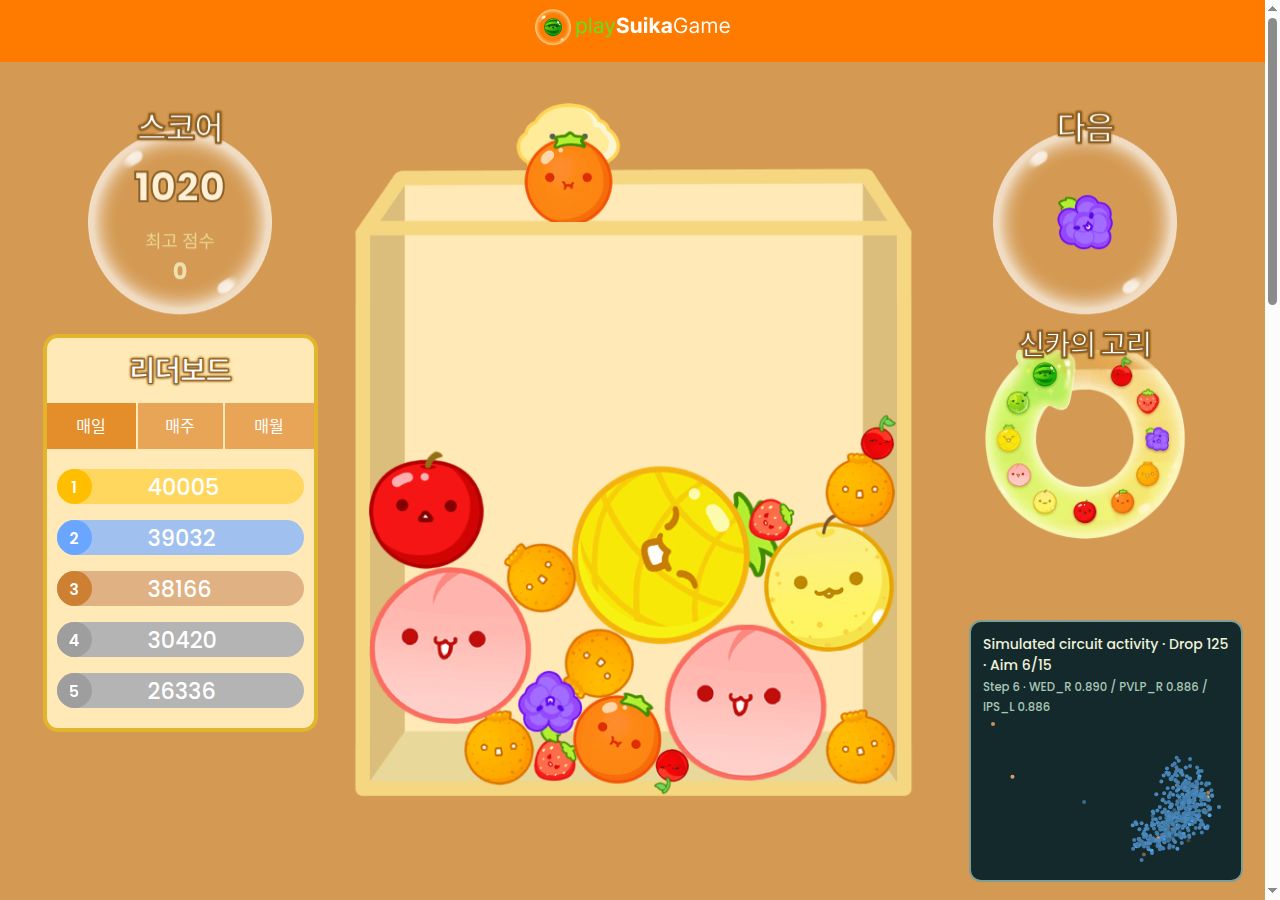 playSuikaGame
스코어
1020
최고 점수
0
리더보드
매일
매주
매월
1 40005
2 39032
3 38166
4 30420
5 26336
다음
신카의 고리
Simulated circuit activity · Drop 125
· Aim 6/15
Step 6 · WED_R 0.890 / PVLP_R 0.886 /
IPS_L 0.886